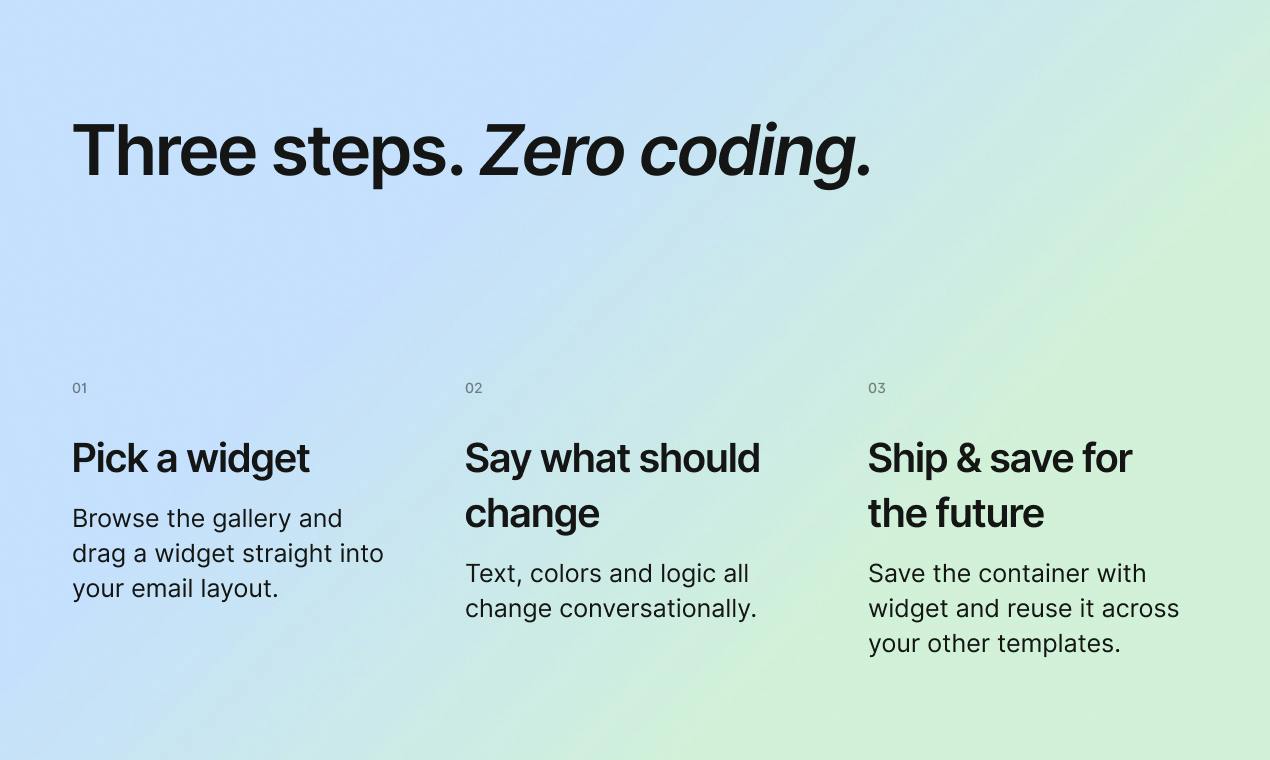 Three steps. Zero coding.
01
Pick a widget
Browse the gallery and
drag a widget straight into
your email layout.
02
Say what should
change
Text, colors and logic all
change conversationally.
03
Ship & save for
the future
Save the container with
widget and reuse it across
your other templates.